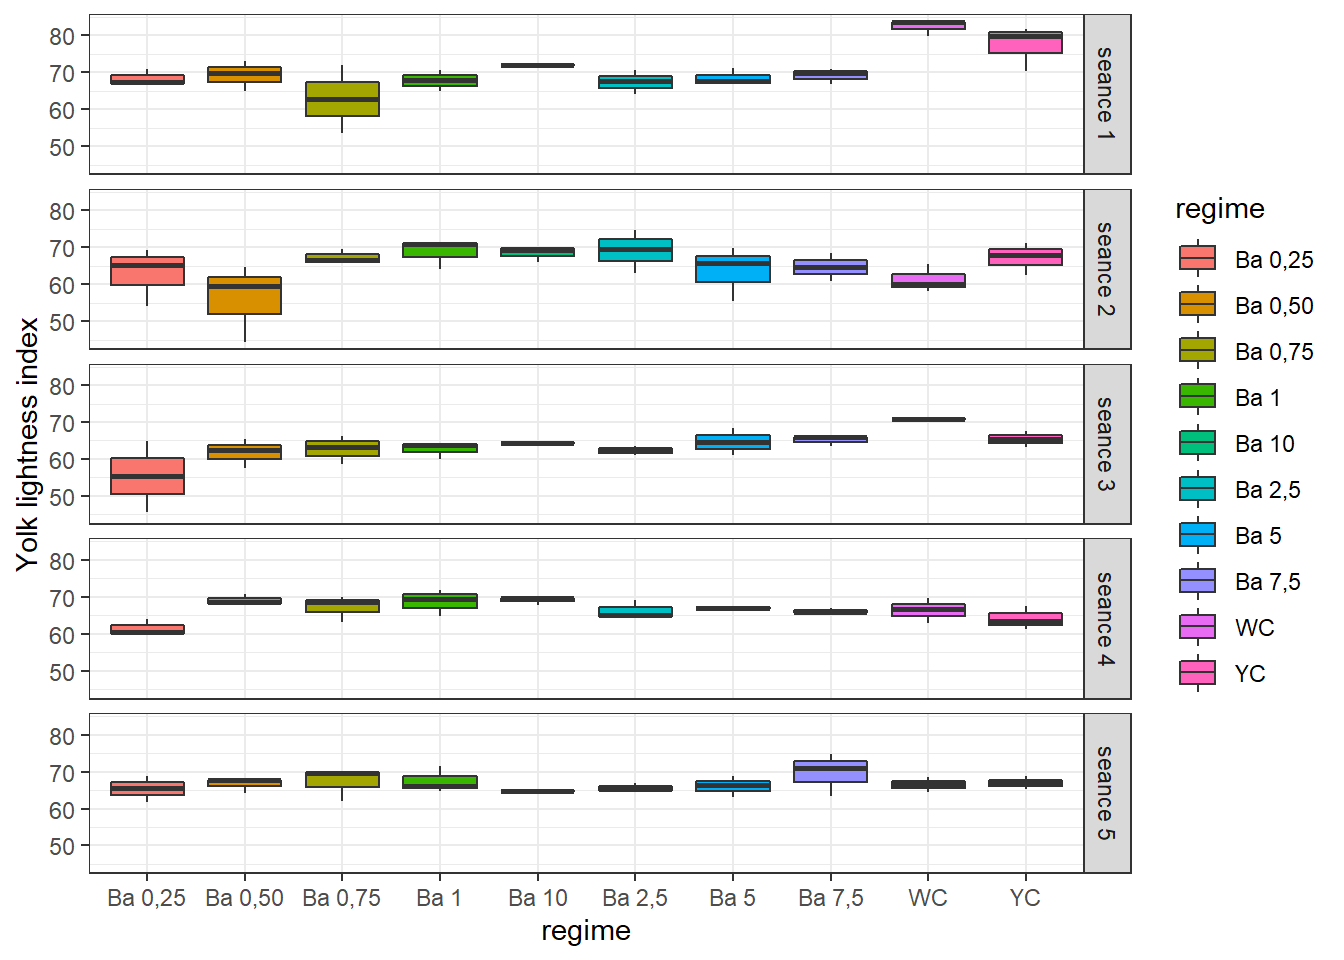 Yolk lightness index
80
70
60
50
seance 1
80
70
60
50
seance 2
80
70
60
50
seance 3
80
70
60
50
seance 4
80
70
60
50
seance 5
Ba 0,25 Ba 0,50 Ba 0,75 Ba 1 Ba 10 Ba 2,5 Ba 5 Ba 7,5 WC YC
regime
regime
Ba 0,25
Ba 0,50
Ba 0,75
Ba 1
Ba 10
Ba 2,5
Ba 5
Ba 7,5
WC
YC